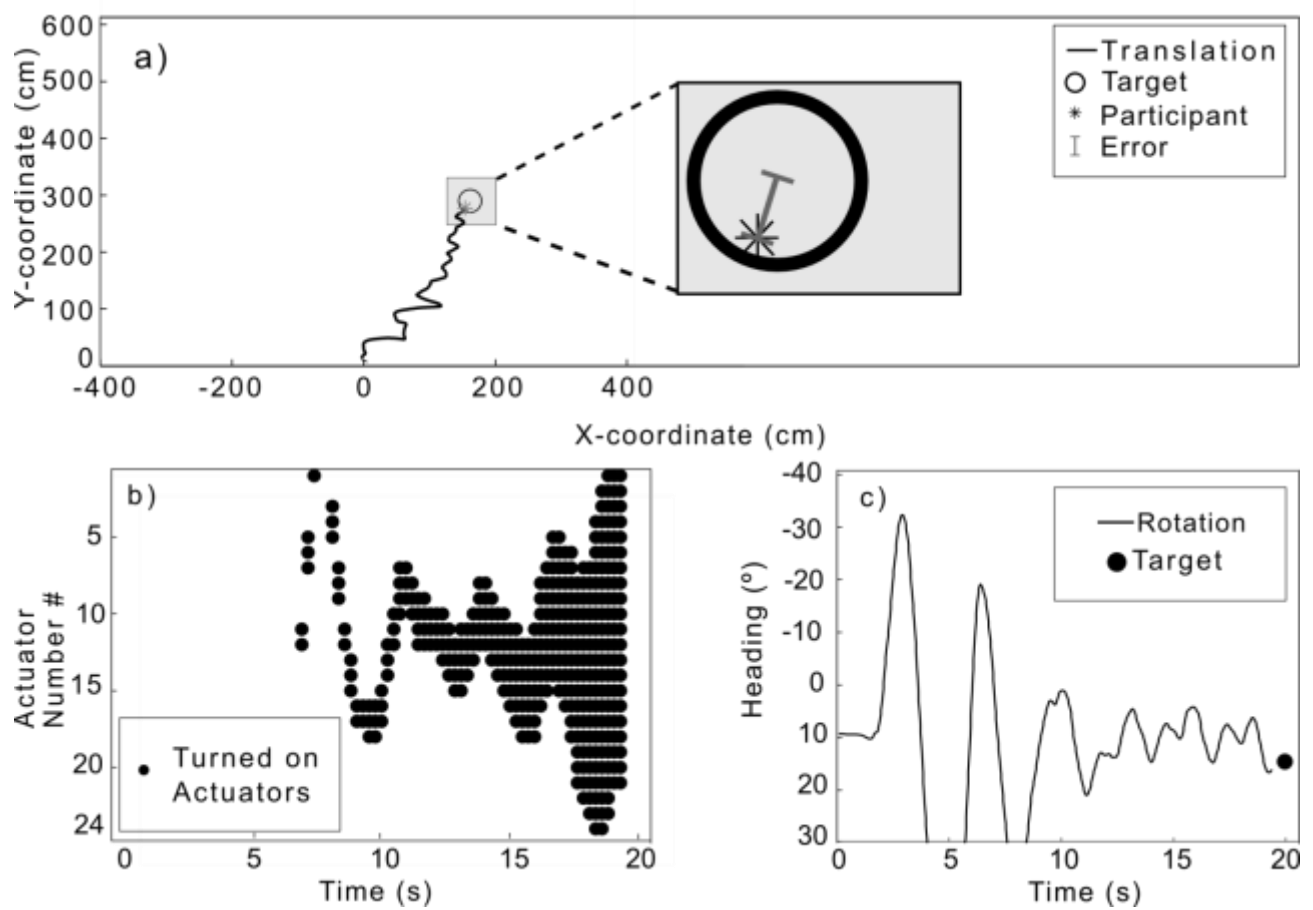 a)
Y-coordinate (cm)
600
500
400
300
200
100
0
-400
-200
0
200
400
X-coordinate (cm)
Translation
Target
Participant
Error
b)
Actuator
Number #
5
10
15
20
24
Turned on
Actuators
0
5
10
15
20
Time (s)
c)
Heading (º)
-40
-30
-20
-10
0
10
20
30
Rotation
Target
0
5
10
15
20
Time (s)